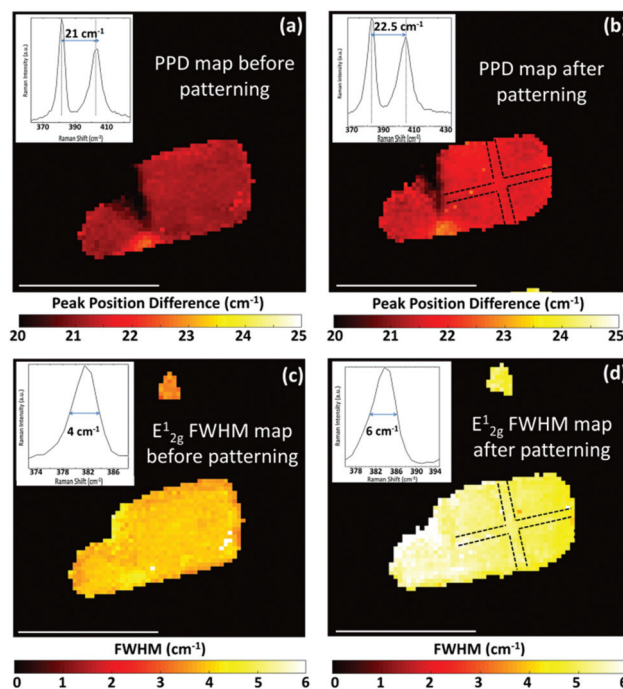 (a)
21 cm⁻¹
Raman Intensity (a.u.)
370 390 410
Raman Shift (cm⁻¹)
PPD map before
patterning
Peak Position Difference (cm⁻¹)
20 21 22 23 24 25
(b)
22.5 cm⁻¹
Raman Intensity (a.u.)
370 390 410 430
Raman Shift (cm⁻¹)
PPD map after
patterning
Peak Position Difference (cm⁻¹)
20 21 22 23 24 25
(c)
4 cm⁻¹
Raman Intensity (a.u.)
374 378 382 386
Raman Shift (cm⁻¹)
E¹₂g FWHM map
before patterning
FWHM (cm⁻¹)
0 1 2 3 4 5 6
(d)
6 cm⁻¹
Raman Intensity (a.u.)
378 382 386 390 394
Raman Shift (cm⁻¹)
E¹₂g FWHM map
after patterning
FWHM (cm⁻¹)
0 1 2 3 4 5 6